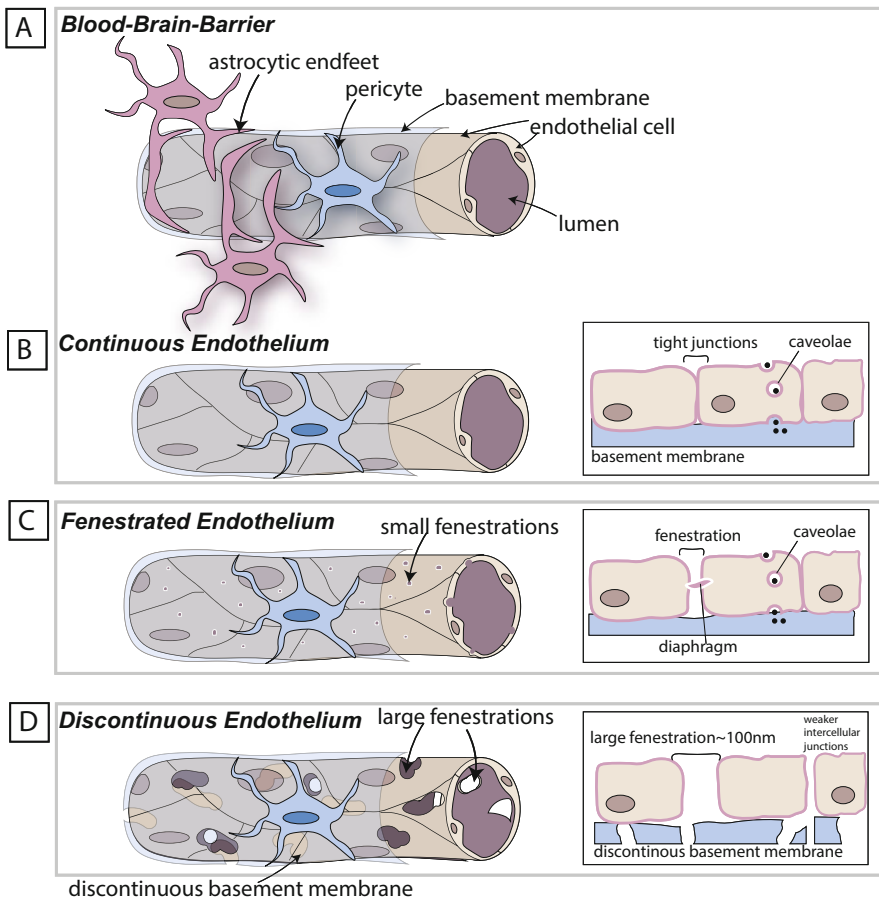 A
Blood-Brain-Barrier
astrocytic endfeet
pericyte
basement membrane
endothelial cell
lumen
B
Continuous Endothelium
tight junctions
caveolae
basement membrane
C
Fenestrated Endothelium
small fenestrations
fenestration
caveolae
diaphragm
D
Discontinuous Endothelium
large fenestrations
large fenestration~100nm
weaker
intercellular
junctions
discontinous basement membrane
discontinuous basement membrane